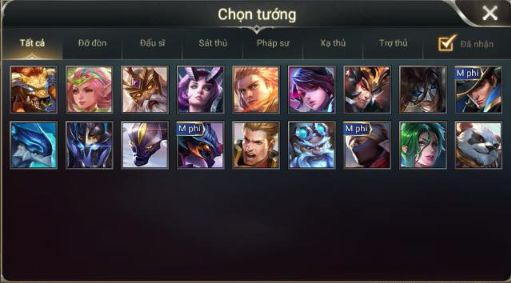 Chọn tướng
Tất cả Đỡ đòn Đấu sĩ Sát thủ Pháp sư Xạ thủ Trợ thủ Đã nhận
M phí
M phí M phí